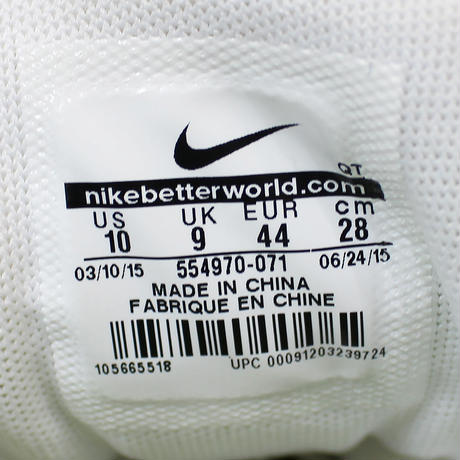 QT
nikebetterworld.com
US UK EUR cm
10 9 44 28
03/10/15 554970-071 06/24/15
MADE IN CHINA
FABRIQUE EN CHINE
105665518 UPC 00091203239724